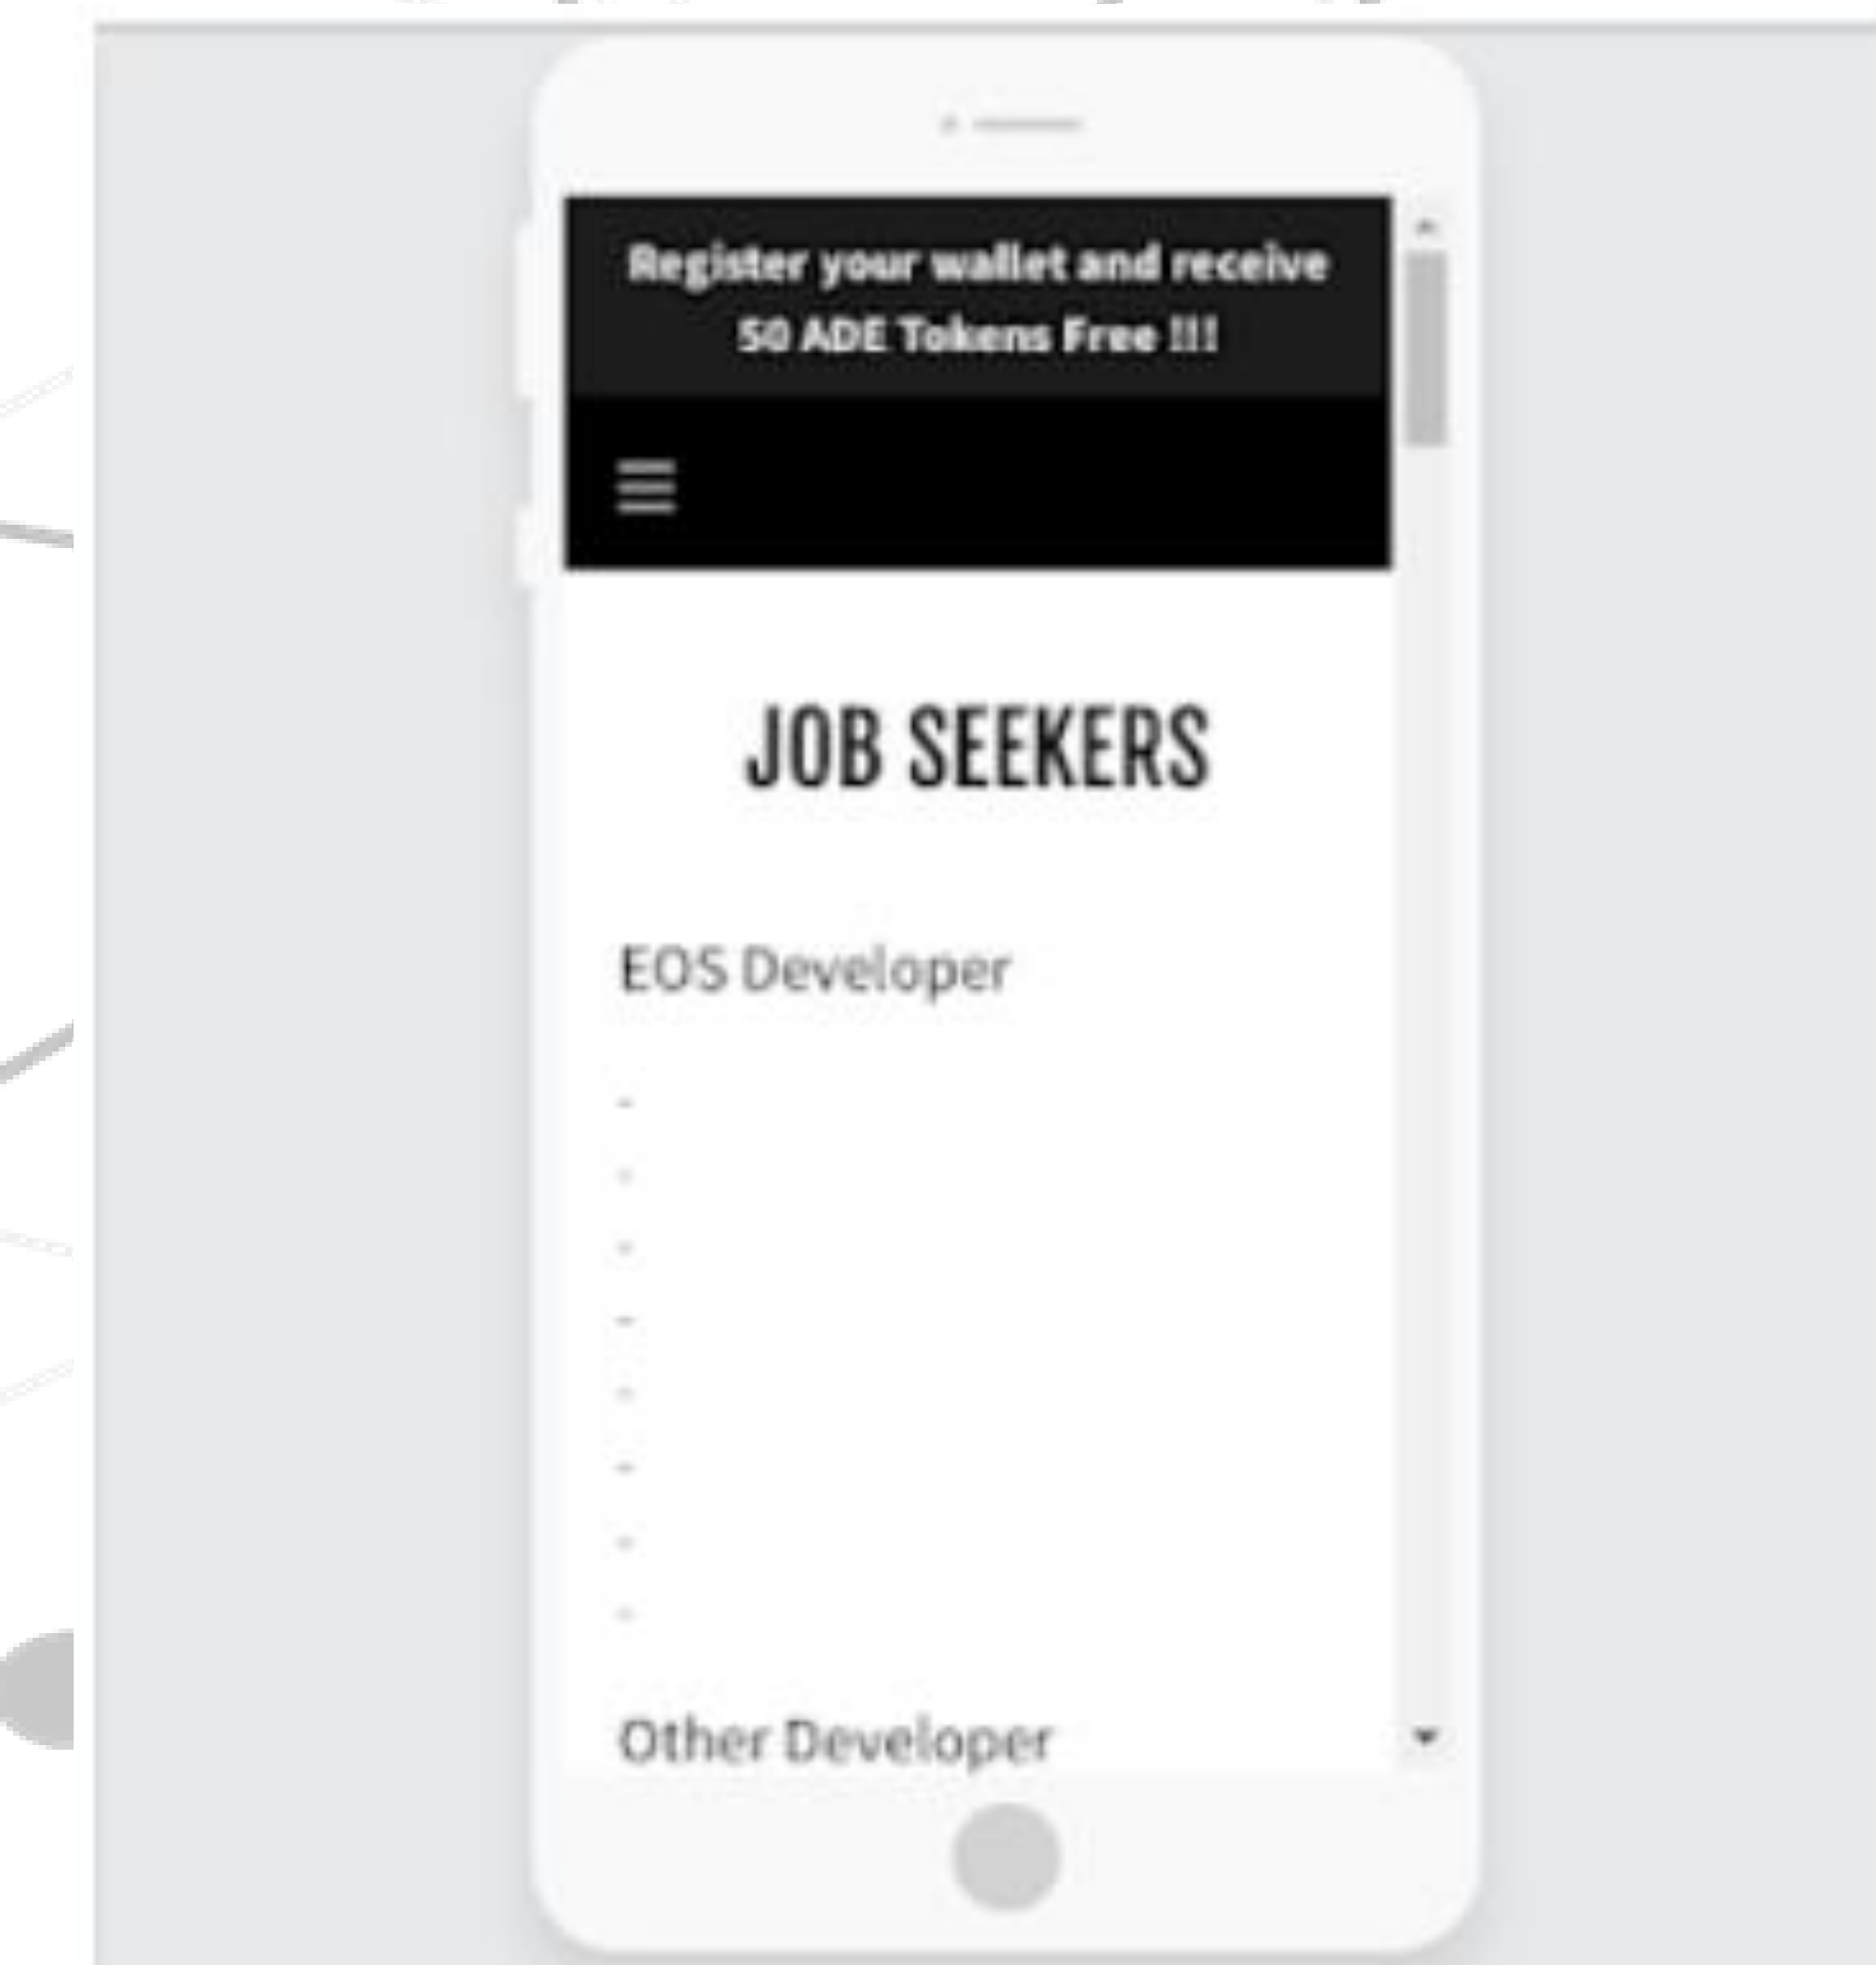 Register your wallet and receive
50 ADE Tokens Free !!!
JOB SEEKERS
EOS Developer
-
-
-
-
-
-
-
-
Other Developer